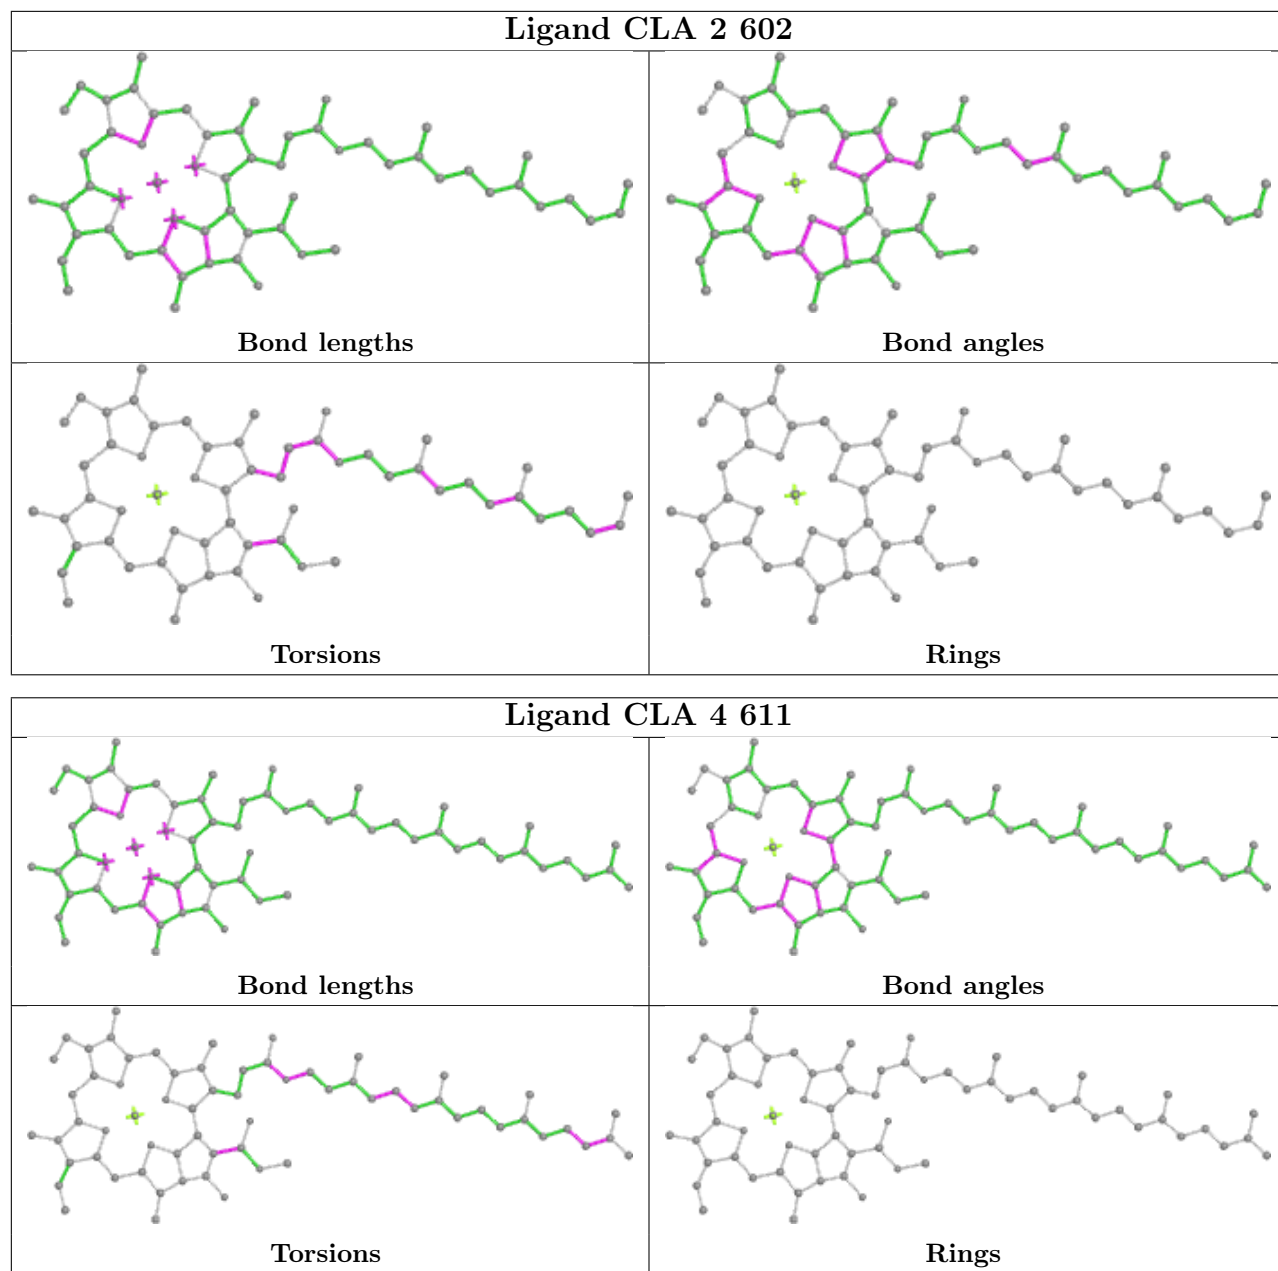 Ligand CLA 2 602
Bond lengths
Bond angles
Torsions
Rings
Ligand CLA 4 611
Bond lengths
Bond angles
Torsions
Rings